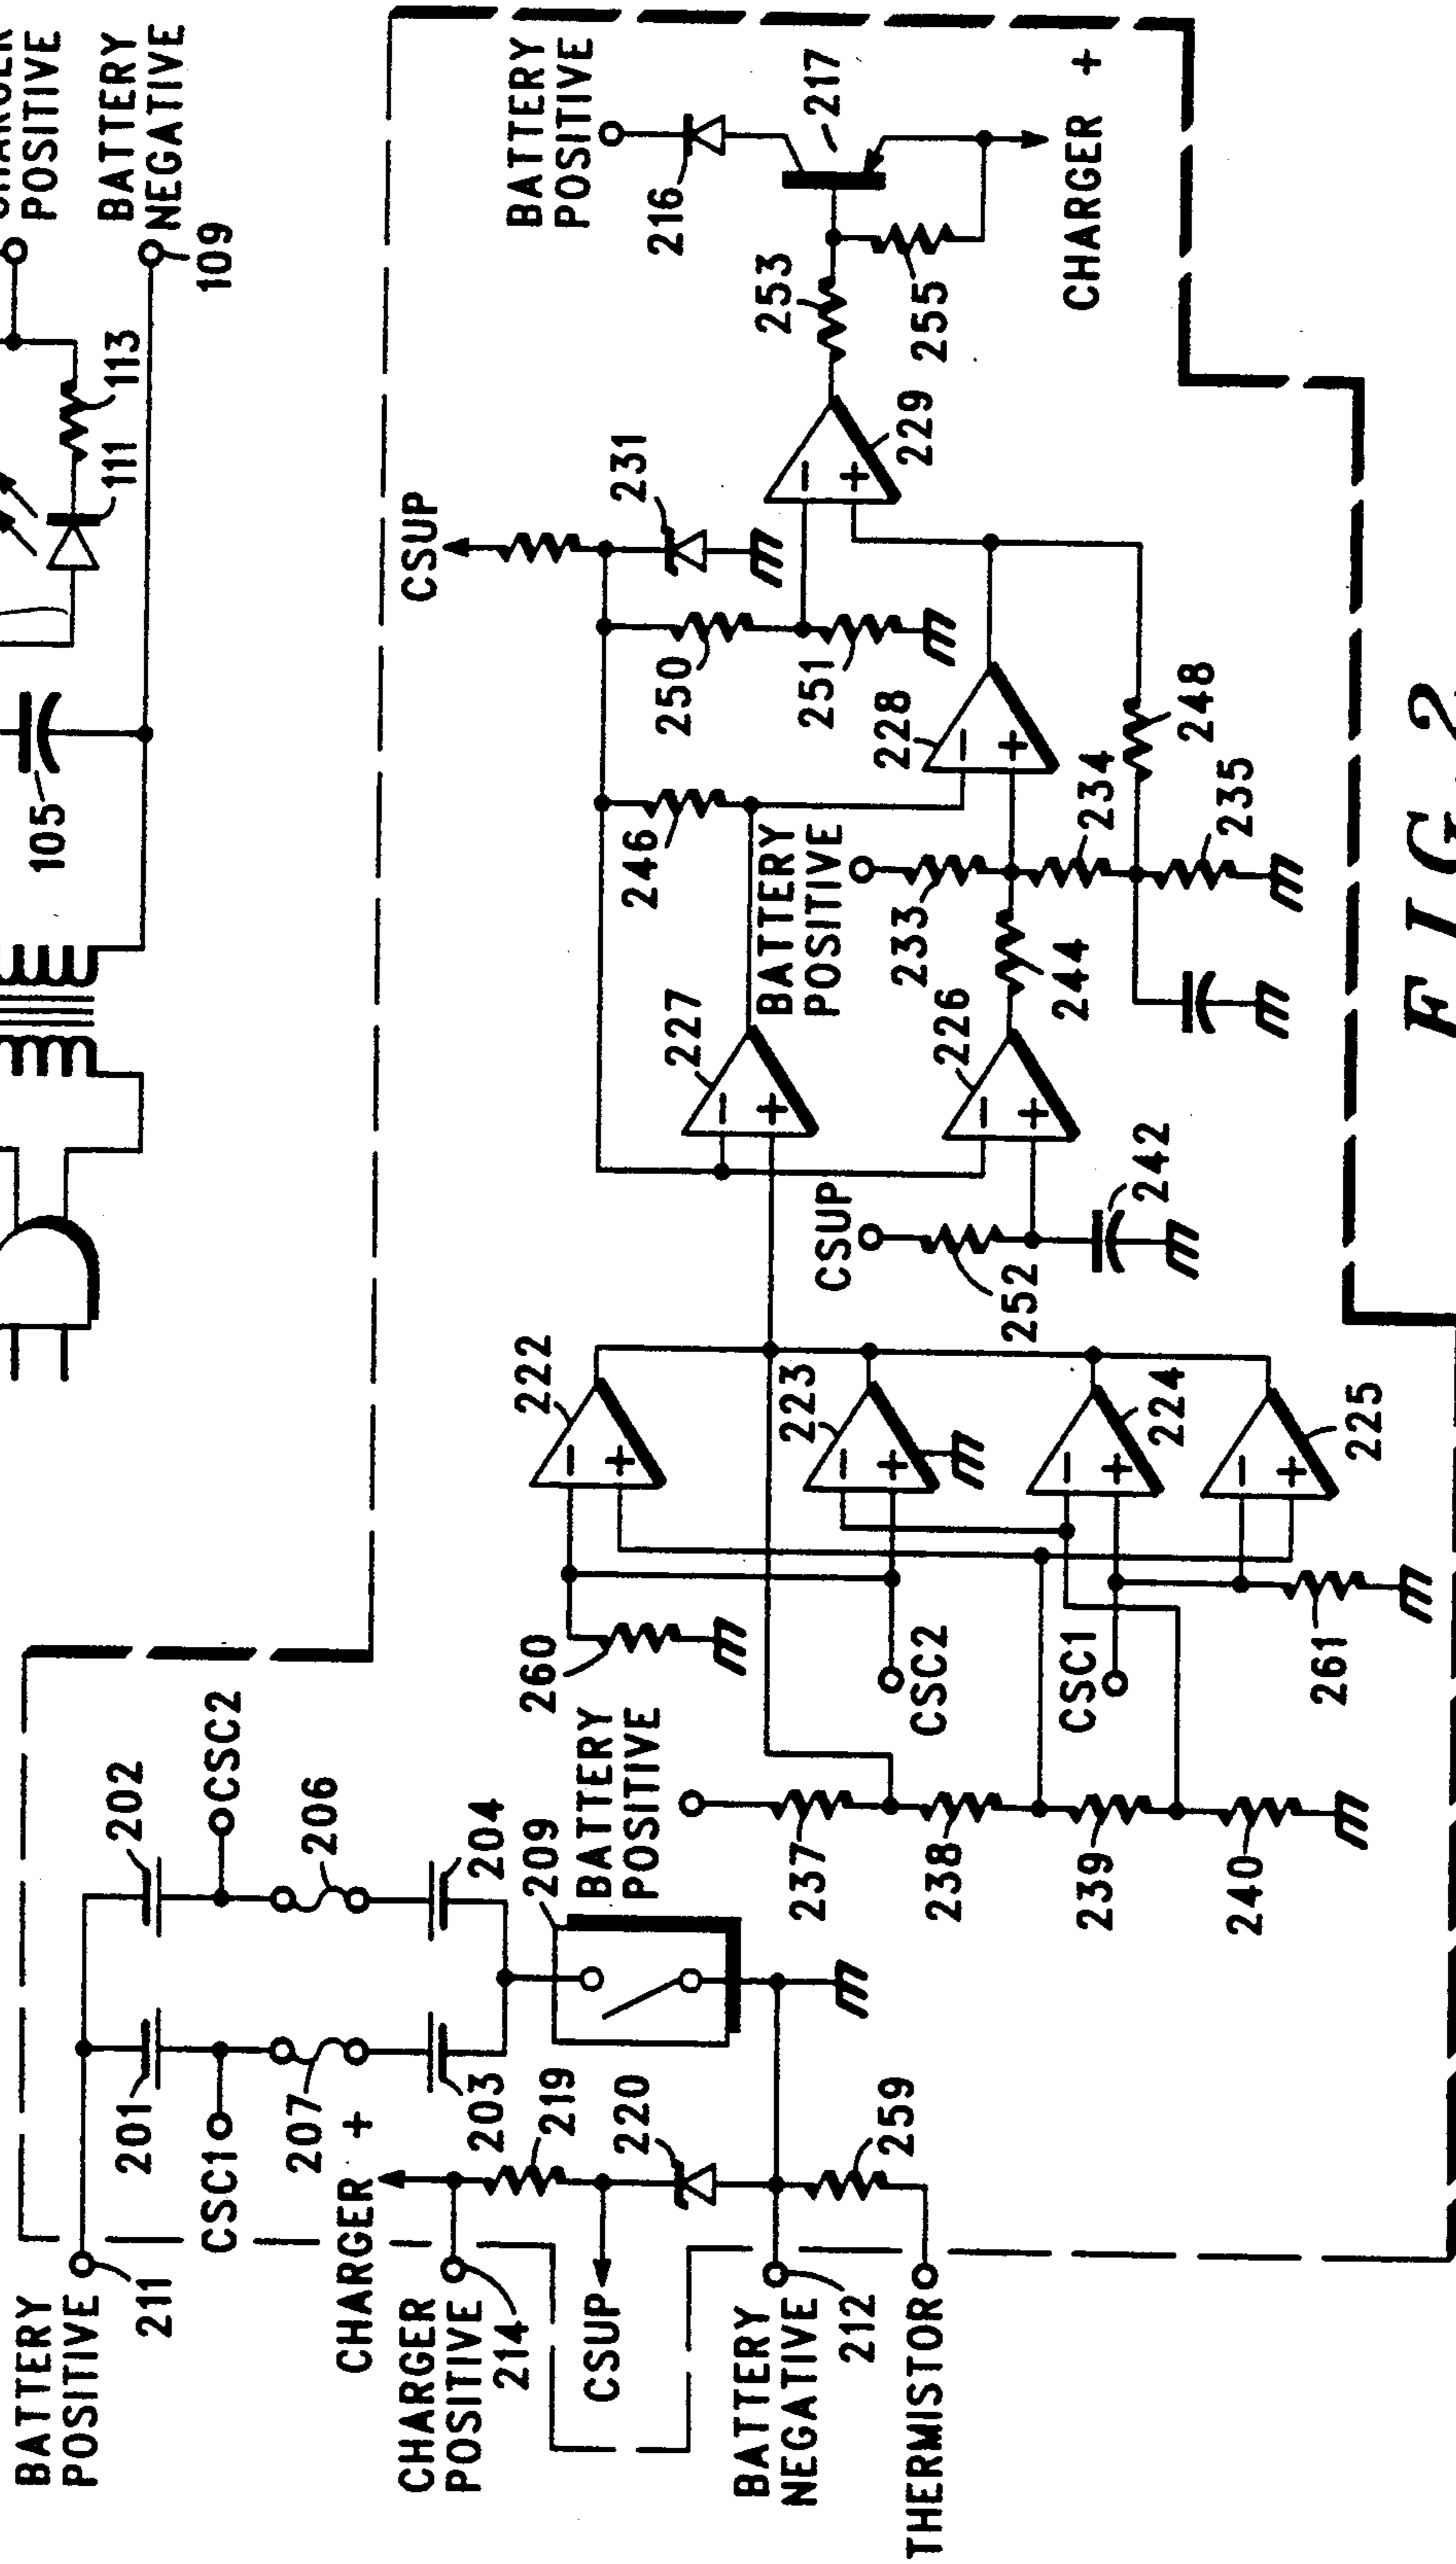 POSITIVE
BATTERY
NEGATIVE
109
113
111
105
BATTERY
POSITIVE
211
201
202
CSC1
CSC2
207
206
203
204
209
CHARGER +
CHARGER
POSITIVE
214
219
CSUP
220
BATTERY
NEGATIVE
212
259
THERMISTOR
BATTERY
POSITIVE
237
238
239
240
260
CSC2
CSC1
261
222
- +
223
- +
224
- +
225
- +
CSUP
252
242
227
- +
226
- +
BATTERY
POSITIVE
233
244
234
235
246
228
- +
248
250
251
CSUP
231
229
- +
253
255
BATTERY
POSITIVE
216
217
CHARGER +
FIG. 2